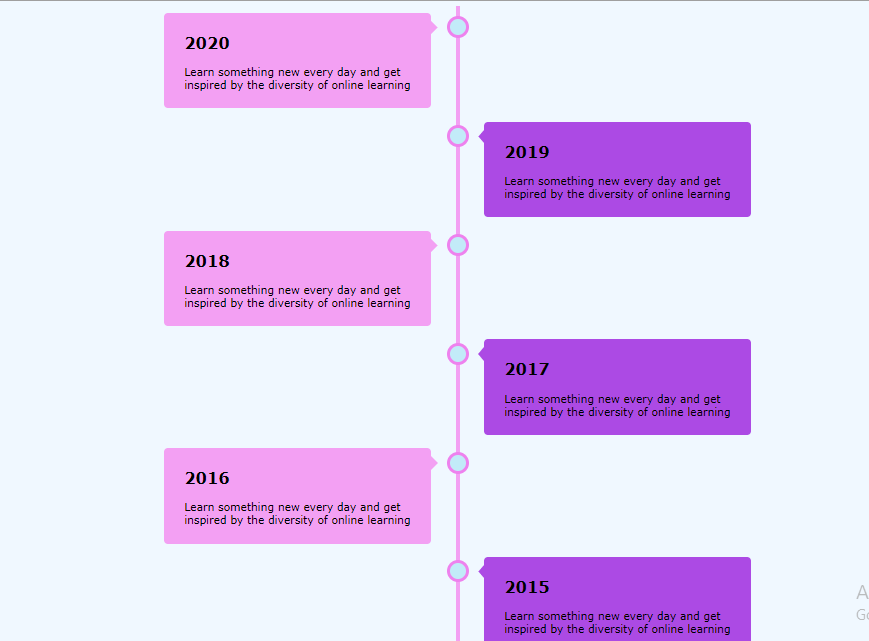 2020
Learn something new every day and get
inspired by the diversity of online learning
2019
Learn something new every day and get
inspired by the diversity of online learning
2018
Learn something new every day and get
inspired by the diversity of online learning
2017
Learn something new every day and get
inspired by the diversity of online learning
2016
Learn something new every day and get
inspired by the diversity of online learning
2015
Learn something new every day and get
inspired by the diversity of online learning